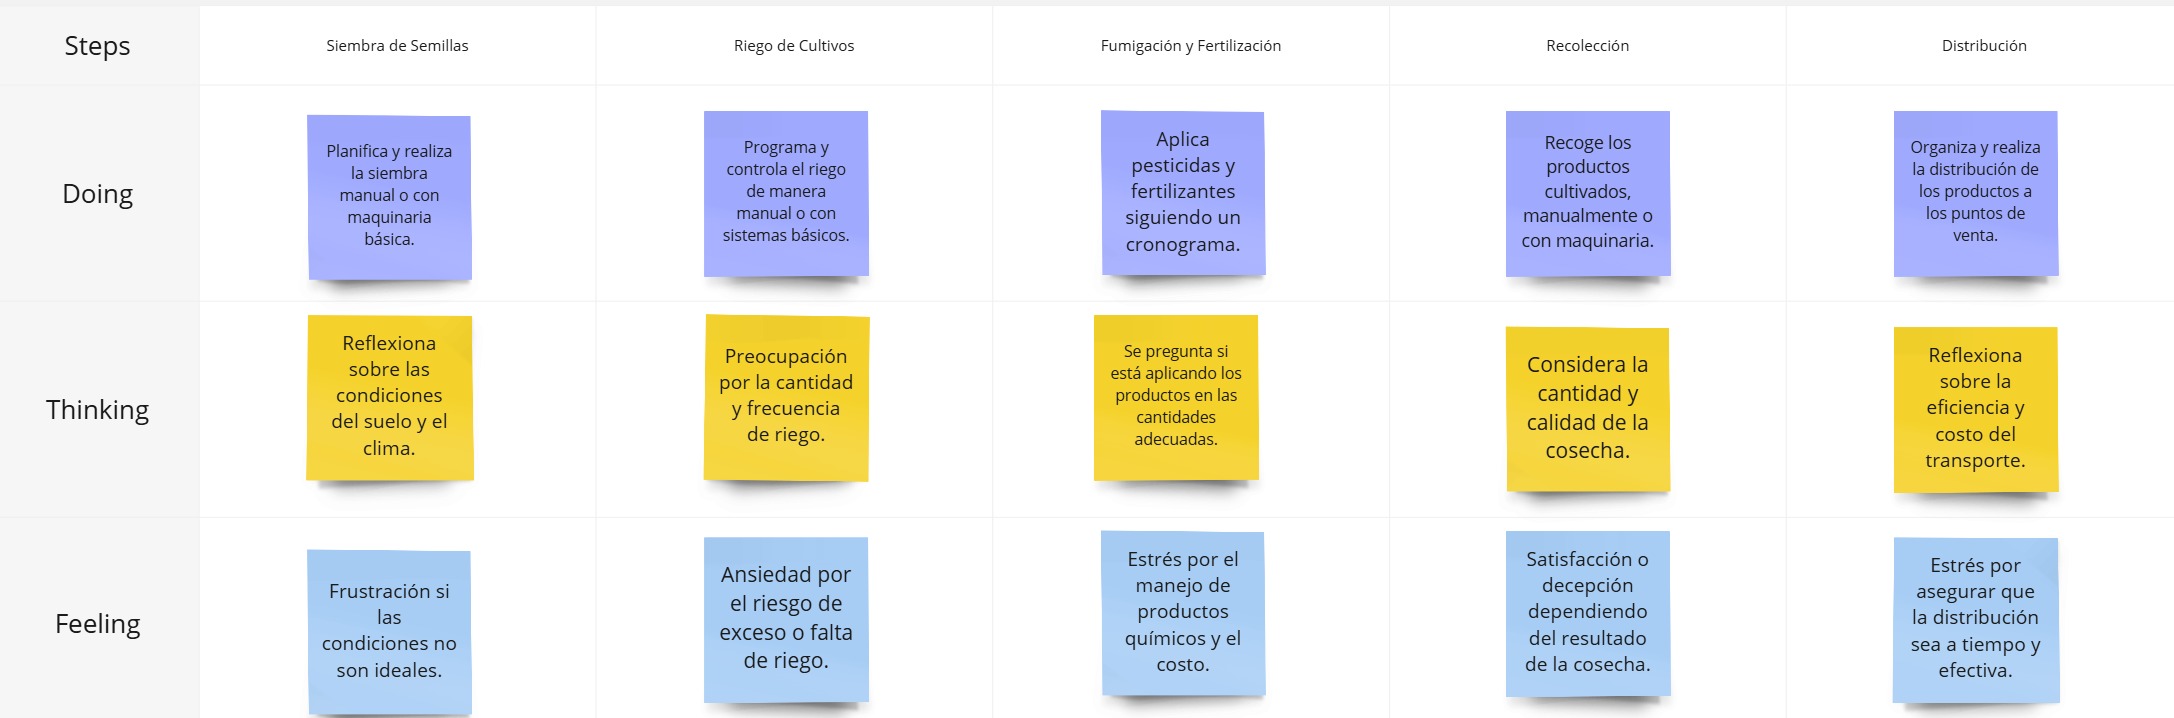 Steps
Siembra de Semillas
Riego de Cultivos
Fumigación y Fertilización
Recolección
Distribución
Doing
Planifica y realiza
la siembra
manual o con
maquinaria
básica.
Programa y
controla el riego
de manera
manual o con
sistemas básicos.
Aplica
pesticidas y
fertilizantes
siguiendo un
cronograma.
Recoge los
productos
cultivados,
manualmente o
con maquinaria.
Organiza y realiza
la distribución de
los productos a
los puntos de
venta.
Thinking
Reflexiona
sobre las
condiciones
del suelo y el
clima.
Preocupación
por la cantidad
y frecuencia
de riego.
Se pregunta si
está aplicando los
productos en las
cantidades
adecuadas.
Considera la
cantidad y
calidad de la
cosecha.
Reflexiona
sobre la
eficiencia y
costo del
transporte.
Feeling
Frustración si
las
condiciones no
son ideales.
Ansiedad por
el riesgo de
exceso o falta
de riego.
Estrés por el
manejo de
productos
químicos y el
costo.
Satisfacción o
decepción
dependiendo
del resultado
de la cosecha.
Estrés por
asegurar que
la distribución
sea a tiempo y
efectiva.